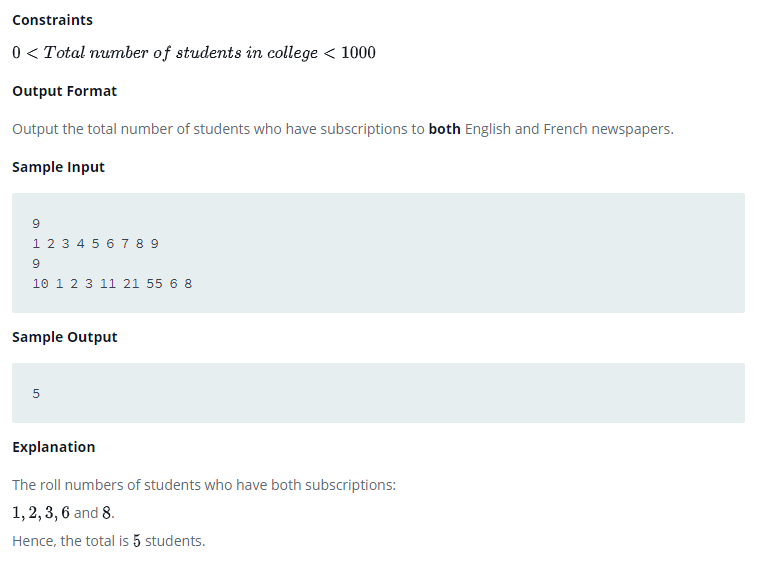 Constraints
0 < Total number of students in college < 1000
Output Format
Output the total number of students who have subscriptions to both English and French newspapers.
Sample Input
9
1 2 3 4 5 6 7 8 9
9
10 1 2 3 11 21 55 6 8
Sample Output
5
Explanation
The roll numbers of students who have both subscriptions:
1, 2, 3, 6 and 8.
Hence, the total is 5 students.